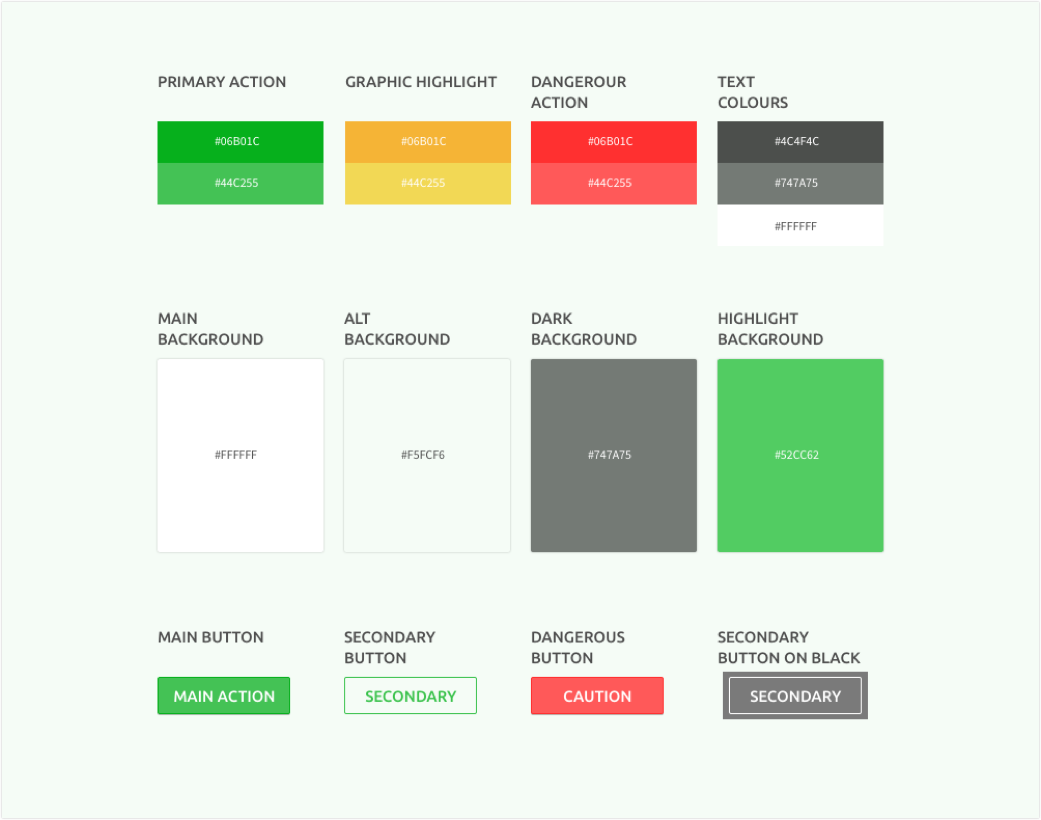 PRIMARY ACTION
GRAPHIC HIGHLIGHT
DANGEROUR
ACTION
TEXT
COLOURS
#06B01C
#06B01C
#06B01C
#4C4F4C
#44C255
#44C255
#44C255
#747A75
#FFFFFF
MAIN
BACKGROUND
ALT
BACKGROUND
DARK
BACKGROUND
HIGHLIGHT
BACKGROUND
#FFFFFF
#F5FCF6
#747A75
#52CC62
MAIN BUTTON
SECONDARY
BUTTON
DANGEROUS
BUTTON
SECONDARY
BUTTON ON BLACK
MAIN ACTION
SECONDARY
CAUTION
SECONDARY